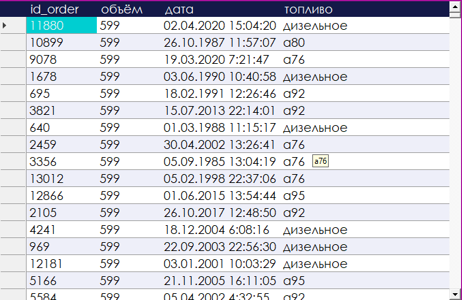 id_order объём дата топливо
11880 599 02.04.2020 15:04:20 дизельное
10899 599 26.10.1987 11:57:07 а80
9078 599 19.03.2020 7:21:47 а76
1678 599 03.06.1990 10:40:58 дизельное
695 599 18.02.1991 12:26:46 а92
3821 599 15.07.2013 22:14:01 а92
640 599 01.03.1988 11:15:17 дизельное
2459 599 30.04.2002 13:26:41 а76
3356 599 05.09.1985 13:04:19 а76 а76
13012 599 05.02.1998 22:37:06 а76
12866 599 01.06.2015 13:54:44 а95
2105 599 26.10.2017 12:48:50 а92
4241 599 18.12.2004 6:08:16 дизельное
969 599 22.09.2003 22:56:30 дизельное
12181 599 03.01.2001 10:03:29 дизельное
5166 599 21.11.2005 16:11:05 а95
5584 599 05.04.2002 4:32:55 а92